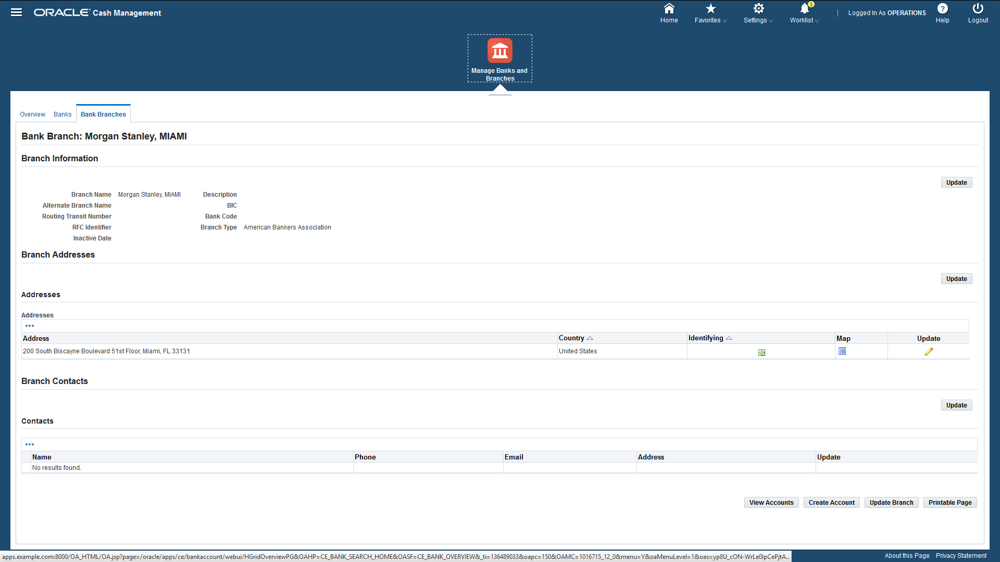 ORACLE Cash Management
Home
Favorites
Settings
3
Worklist
Logged In As OPERATIONS
?
Help
Logout
Manage Banks and
Branches
Overview
Banks
Bank Branches
Bank Branch: Morgan Stanley, MIAMI
Branch Information
Update
Branch Name Morgan Stanley, MIAMI
Description
Alternate Branch Name
BIC
Routing Transit Number
Bank Code
RFC Identifier
Branch Type American Bankers Association
Inactive Date
Branch Addresses
Update
Addresses
Addresses
Address Country Identifying Map Update
200 South Biscayne Boulevard 51st Floor, Miami, FL 33131 United States
Branch Contacts
Update
Contacts
Name Phone Email Address Update
No results found.
View Accounts Create Account Update Branch Printable Page
apps.example.com:8000/OA_HTML/OA.jsp?page=/oracle/apps/ce/bankaccount/webui/HGridOverviewPG&OAHP=CE_BANK_SEARCH_HOME&OASF=CE_BANK_OVERVIEW&_ti=136489033&oapc=150&OAMC=1016715_12_0&menu=Y&oaMenuLevel=1&oas=yp8U_cON-WrLe0lpCePjtA..
About this Page Privacy Statement